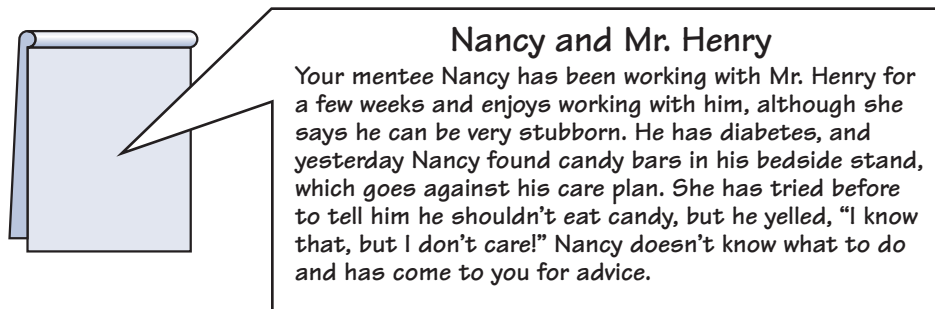 Nancy and Mr. Henry
Your mentee Nancy has been working with Mr. Henry for
a few weeks and enjoys working with him, although she
says he can be very stubborn. He has diabetes, and
yesterday Nancy found candy bars in his bedside stand,
which goes against his care plan. She has tried before
to tell him he shouldn’t eat candy, but he yelled, “I know
that, but I don’t care!” Nancy doesn’t know what to do
and has come to you for advice.